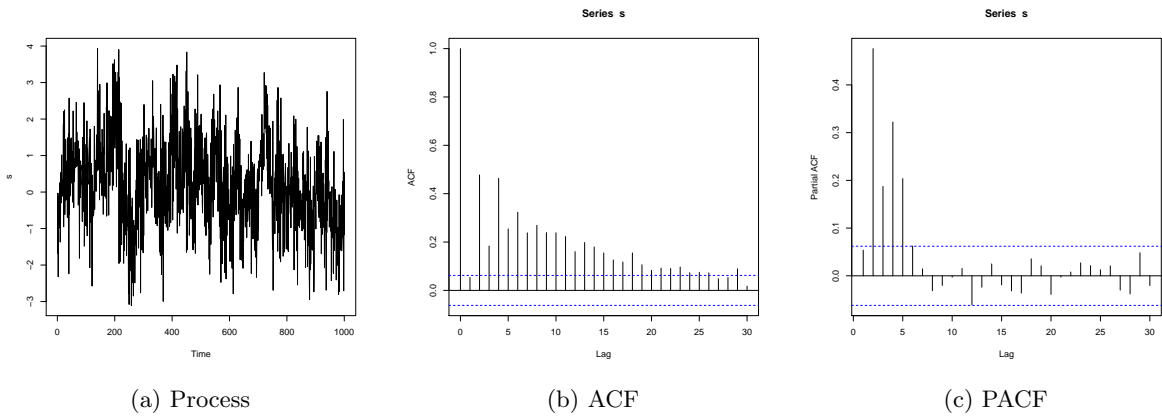 Series s
Series s
4
3
2
1
0
−1
−2
−3
s
0 200 400 600 800 1000
Time
1.0
0.8
0.6
0.4
0.2
0.0
ACF
0 5 10 15 20 25 30
Lag
0.4
0.3
0.2
0.1
0.0
Partial ACF
0 5 10 15 20 25 30
Lag
(a) Process
(b) ACF
(c) PACF